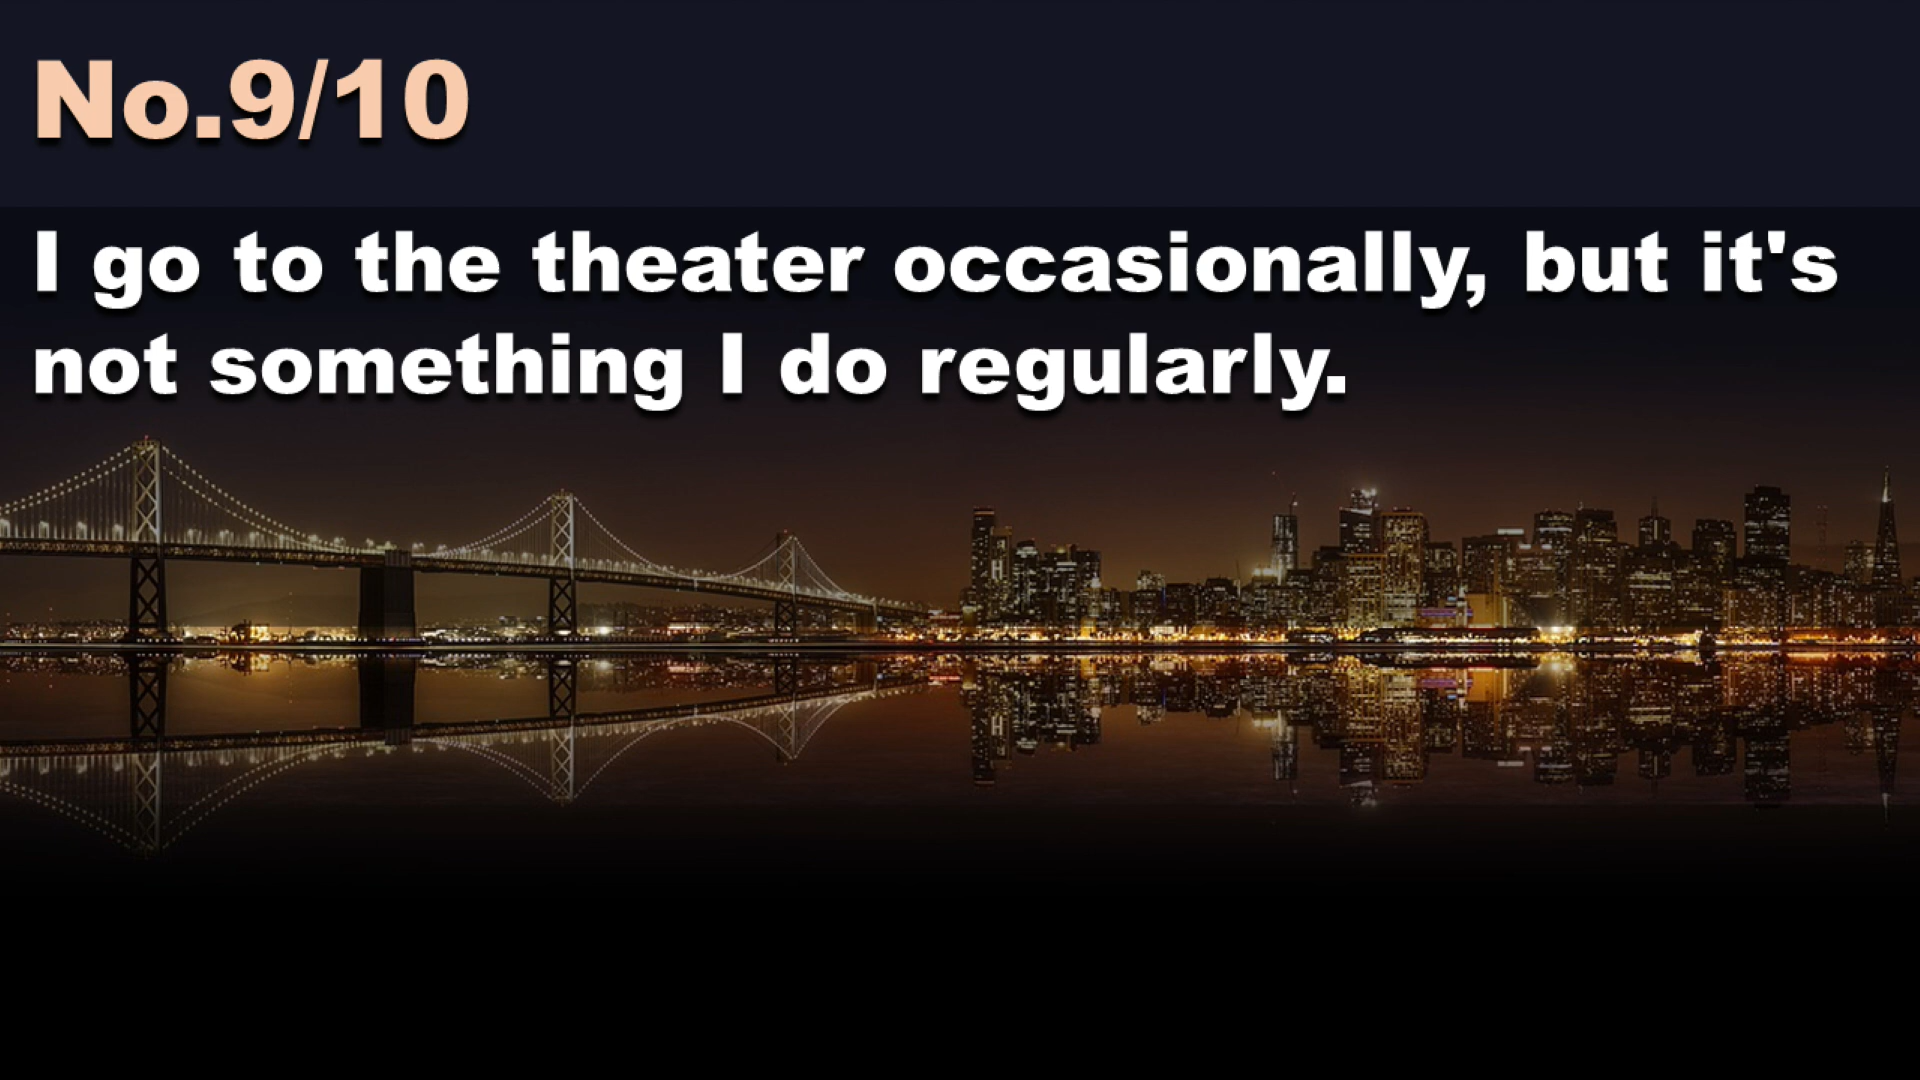 No.9/10
I go to the theater occasionally, but it's
not something I do regularly.